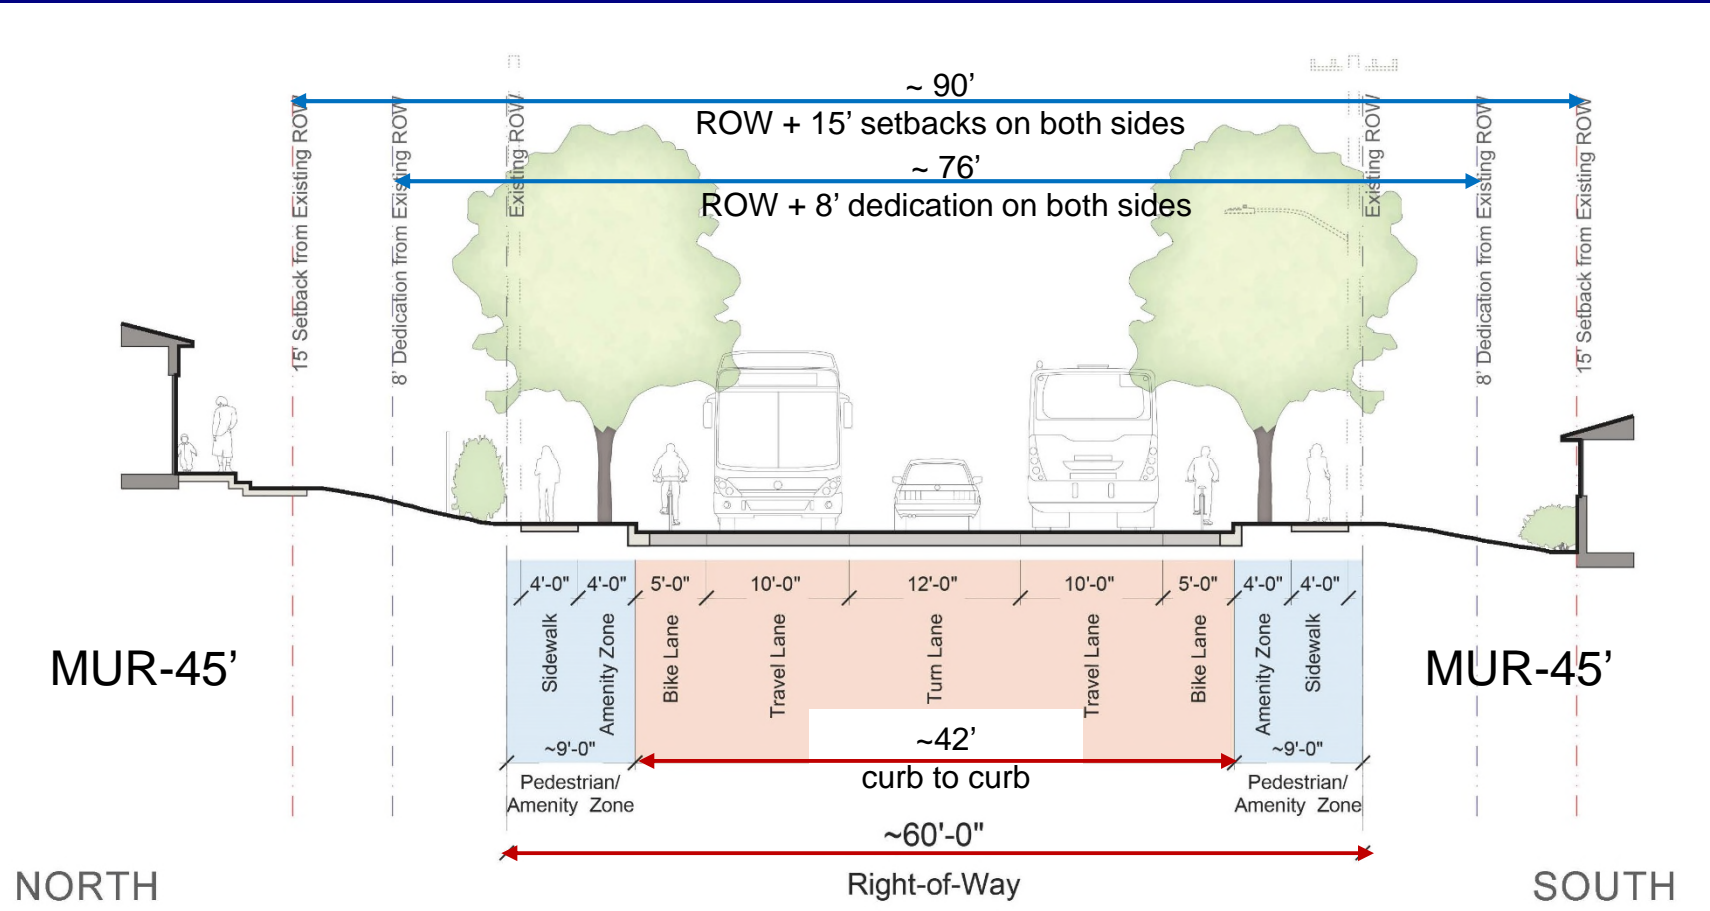 ~ 90’
ROW + 15’ setbacks on both sides
~ 76’
ROW + 8’ dedication on both sides
15' Setback from Existing ROW
8' Dedication from Existing ROW
Existing ROW
Existing ROW
8' Dedication from Existing ROW
15' Setback from Existing ROW
4'-0" 4'-0" 5'-0" 10'-0" 12'-0" 10'-0" 5'-0" 4'-0" 4'-0"
Sidewalk
Amenity Zone
Bike Lane
Travel Lane
Turn Lane
Travel Lane
Bike Lane
Amenity Zone
Sidewalk
MUR-45’
MUR-45’
~9'-0"
~42’
~9'-0"
curb to curb
Pedestrian/
Amenity Zone
Pedestrian/
Amenity Zone
~60'-0"
Right-of-Way
NORTH
SOUTH